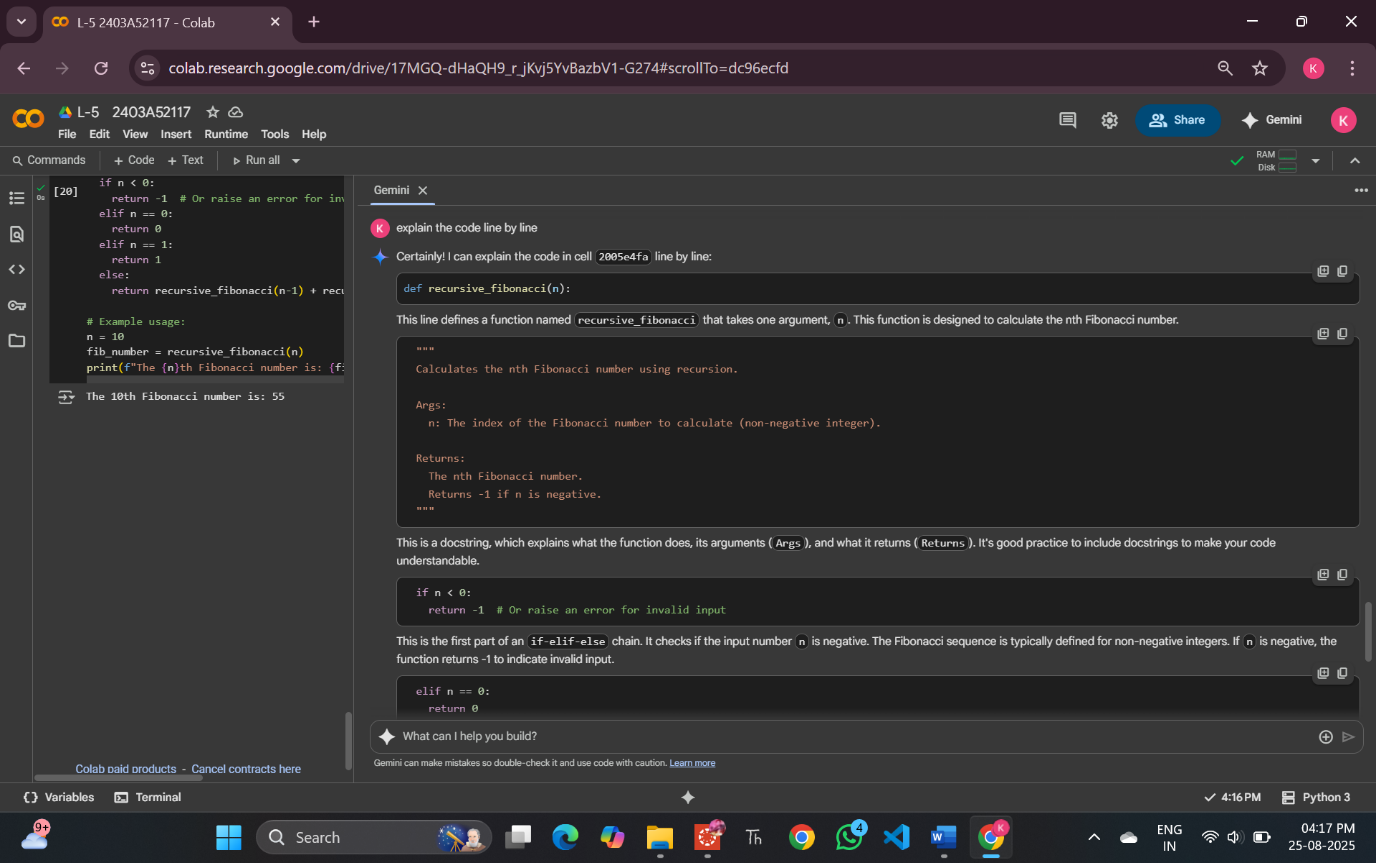 L-5 2403A52117 - Colab
colab.research.google.com/drive/17MGQ-dHaQH9_r_jKvj5YvBazbV1-G274#scrollTo=dc96ecfd
K
L-5 2403A52117
File Edit View Insert Runtime Tools Help
Share
Gemini
K
Commands + Code + Text Run all
RAM
Disk
0s
[20]
if n < 0:
return -1 # Or raise an error for inv
elif n == 0:
return 0
elif n == 1:
return 1
else:
return recursive_fibonacci(n-1) + recu
# Example usage:
n = 10
fib_number = recursive_fibonacci(n)
print(f"The {n}th Fibonacci number is: {fi
The 10th Fibonacci number is: 55
Colab paid products - Cancel contracts here
Gemini
K explain the code line by line
Certainly! I can explain the code in cell 2005e4fa line by line:
def recursive_fibonacci(n):
This line defines a function named recursive_fibonacci that takes one argument, n. This function is designed to calculate the nth Fibonacci number.
"""
Calculates the nth Fibonacci number using recursion.
Args:
n: The index of the Fibonacci number to calculate (non-negative integer).
Returns:
The nth Fibonacci number.
Returns -1 if n is negative.
"""
This is a docstring, which explains what the function does, its arguments (Args), and what it returns (Returns). It's good practice to include docstrings to make your code
understandable.
if n < 0:
return -1 # Or raise an error for invalid input
This is the first part of an if-elif-else chain. It checks if the input number n is negative. The Fibonacci sequence is typically defined for non-negative integers. If n is negative, the
function returns -1 to indicate invalid input.
elif n == 0:
return 0
What can I help you build?
Gemini can make mistakes so double-check it and use code with caution. Learn more
{} Variables Terminal
4:16 PM Python 3
9+
Search
Th
4
K
ENG
IN
04:17 PM
25-08-2025